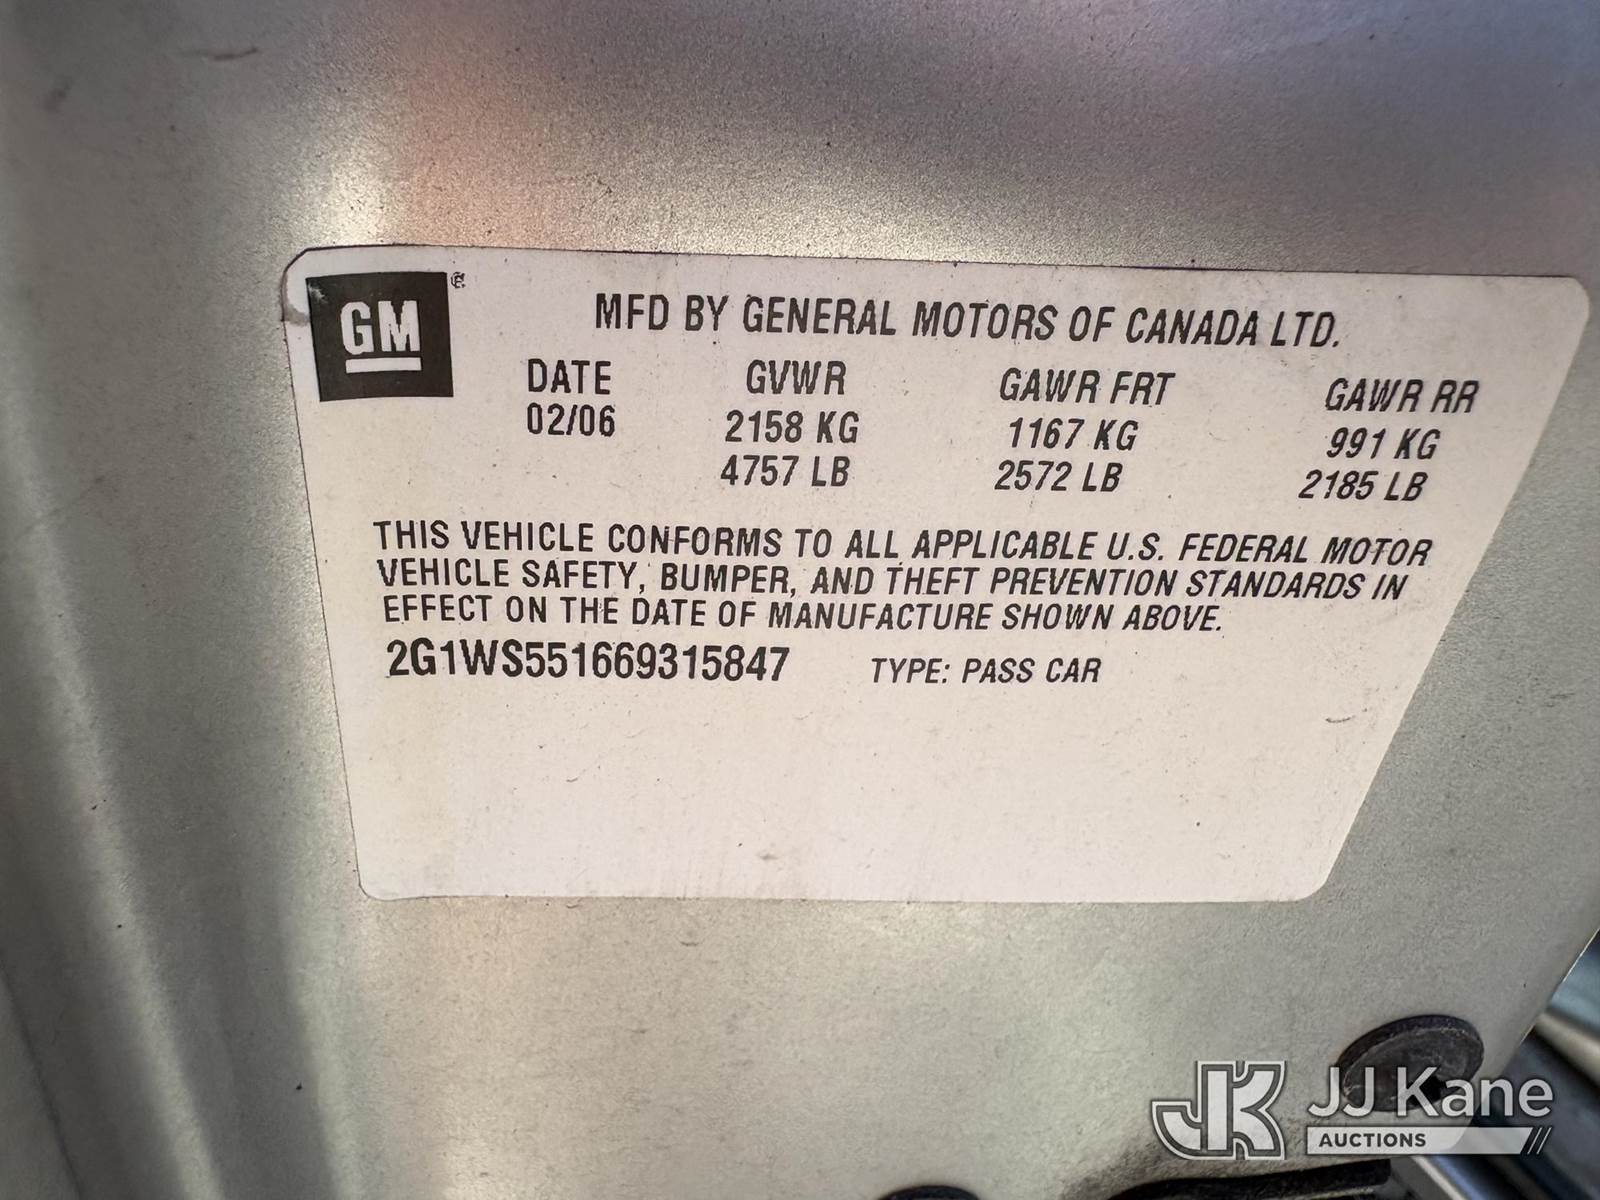 GM
MFD BY GENERAL MOTORS OF CANADA LTD.
DATE GVWR GAWR FRT GAWR RR
02/06 2158 KG 1167 KG 991 KG
4757 LB 2572 LB 2185 LB
THIS VEHICLE CONFORMS TO ALL APPLICABLE U.S. FEDERAL MOTOR
VEHICLE SAFETY, BUMPER, AND THEFT PREVENTION STANDARDS IN
EFFECT ON THE DATE OF MANUFACTURE SHOWN ABOVE.
2G1WS551669315847 TYPE: PASS CAR
JK JJ Kane
AUCTIONS